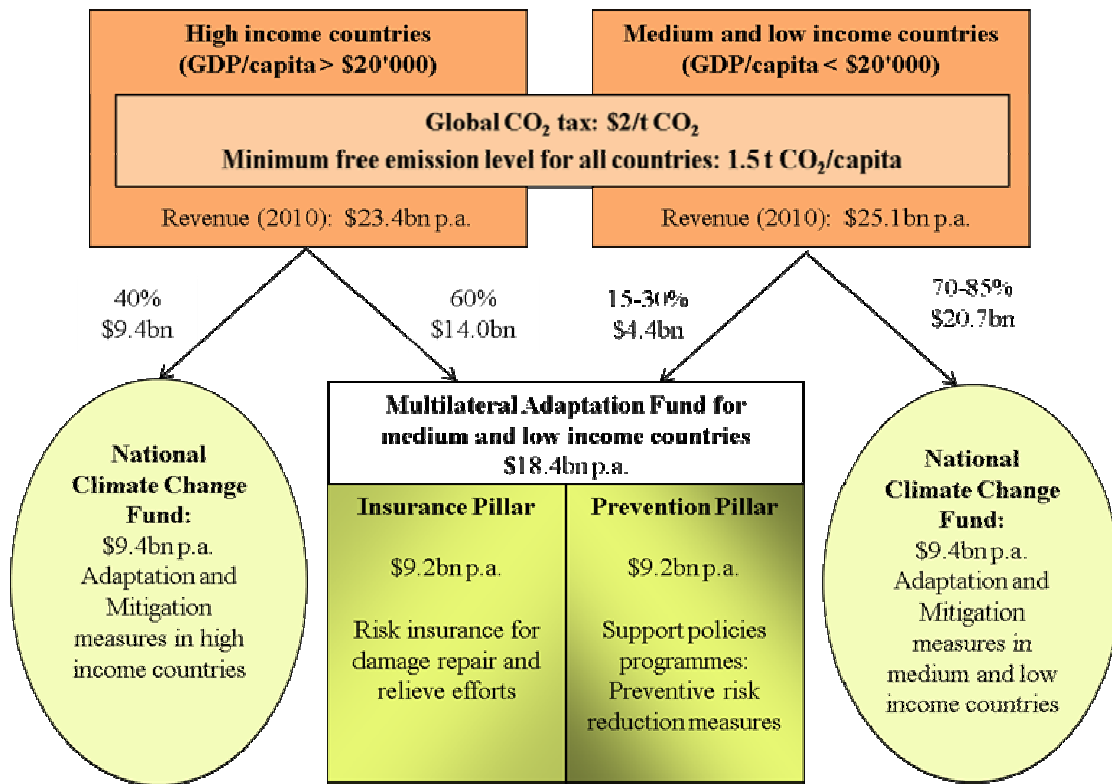 High income countries
(GDP/capita > $20'000)
Medium and low income countries
(GDP/capita < $20'000)
Global CO₂ tax: $2/t CO₂
Minimum free emission level for all countries: 1.5 t CO₂/capita
Revenue (2010): $23.4bn p.a.
Revenue (2010): $25.1bn p.a.
40%
$9.4bn
60%
$14.0bn
15-30%
$4.4bn
70-85%
$20.7bn
National
Climate Change
Fund:
$9.4bn p.a.
Adaptation and
Mitigation
measures in high
income countries
Multilateral Adaptation Fund for
medium and low income countries
$18.4bn p.a.
Insurance Pillar
$9.2bn p.a.
Risk insurance for
damage repair and
relieve efforts
Prevention Pillar
$9.2bn p.a.
Support policies
programmes:
Preventive risk
reduction measures
National
Climate Change
Fund:
$9.4bn p.a.
Adaptation and
Mitigation
measures in
medium and low
income countries